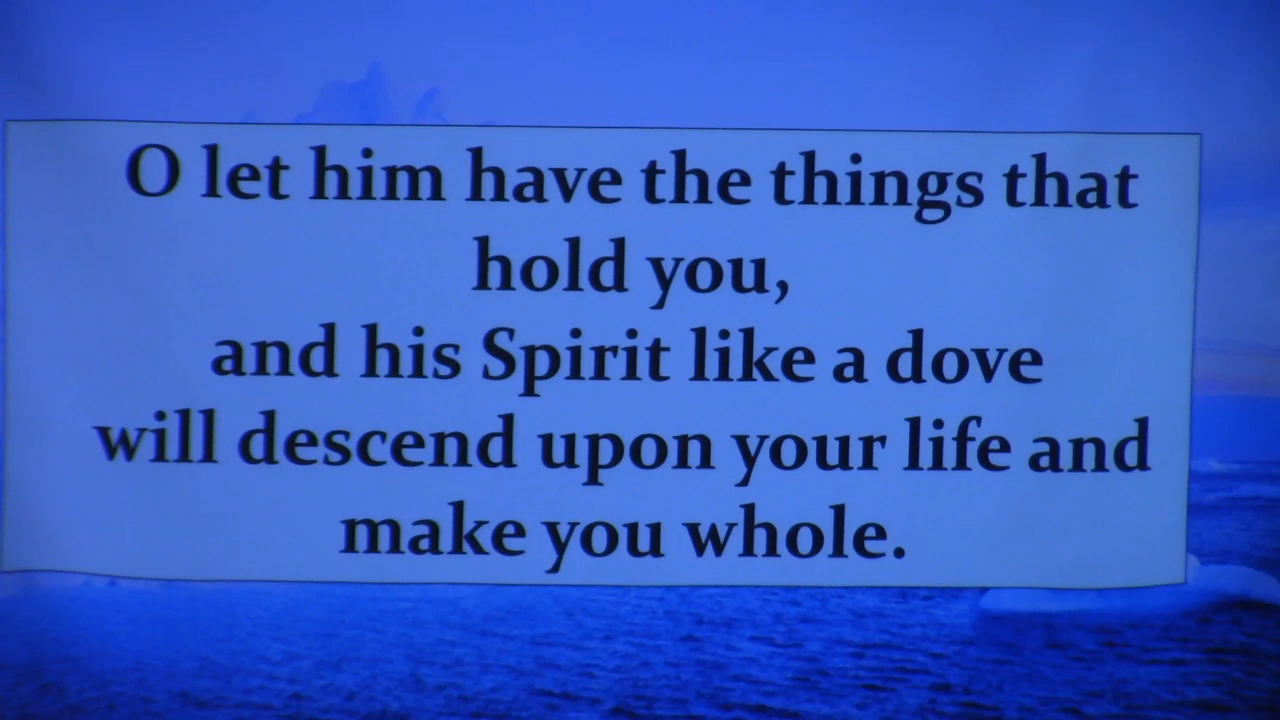 O let him have the things that
hold you,
and his Spirit like a dove
will descend upon your life and
make you whole.